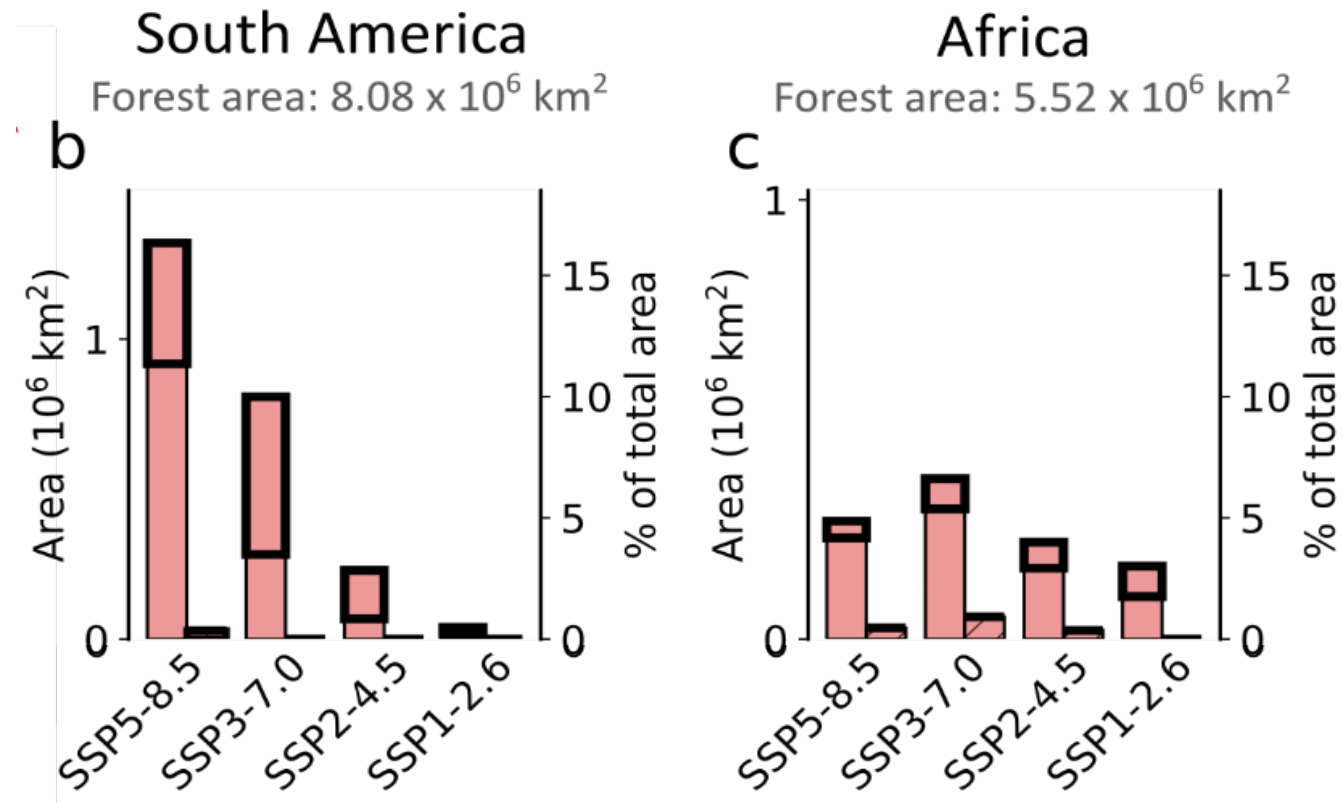 South America
Forest area: 8.08 x 10⁶ km²
b
Area (10⁶ km²)
1
0
15
10
5
0
% of total area
SSP5-8.5
SSP3-7.0
SSP2-4.5
SSP1-2.6
Africa
Forest area: 5.52 x 10⁶ km²
c
Area (10⁶ km²)
1
0
15
10
5
0
% of total area
SSP5-8.5
SSP3-7.0
SSP2-4.5
SSP1-2.6